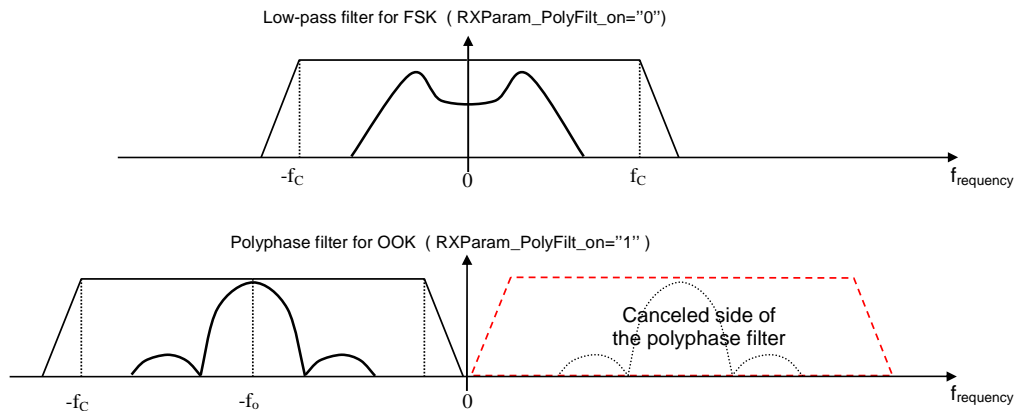 Low-pass filter for FSK ( RXParam_PolyFilt_on=''0'')
-fC
0
fC
frequency
Polyphase filter for OOK ( RXParam_PolyFilt_on=''1'' )
Canceled side of
the polyphase filter
-fC
-fo
0
frequency